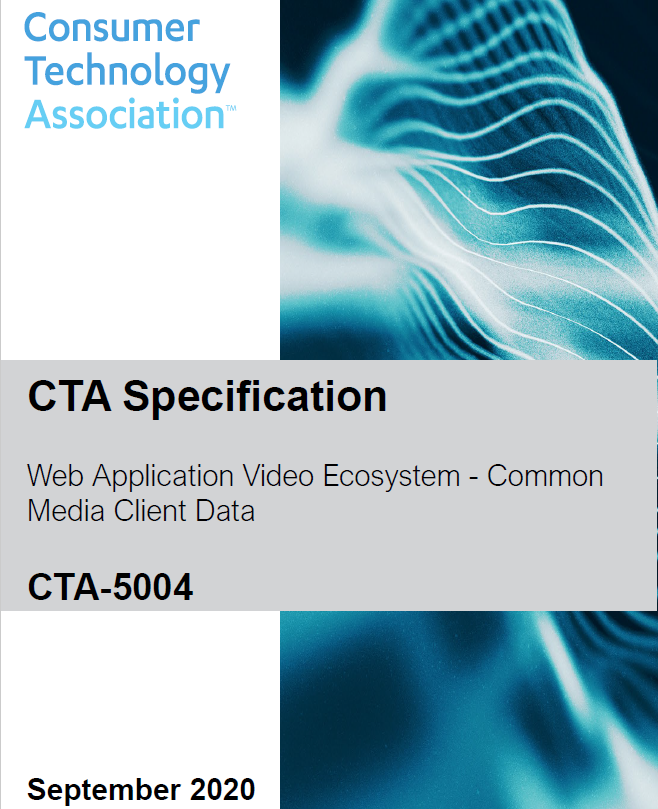 Consumer
Technology
Association™
CTA Specification
Web Application Video Ecosystem - Common
Media Client Data
CTA-5004
September 2020